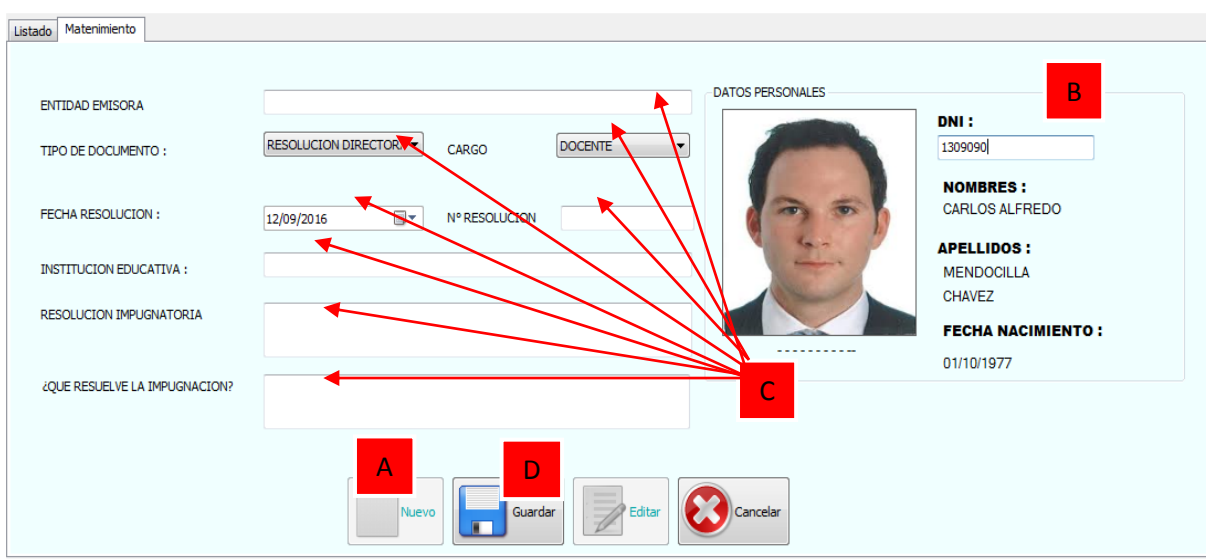 Listado Matenimiento
ENTIDAD EMISORA
TIPO DE DOCUMENTO : RESOLUCION DIRECTOR CARGO DOCENTE
FECHA RESOLUCION : 12/09/2016 Nº RESOLUCION
INSTITUCION EDUCATIVA :
RESOLUCION IMPUGNATORIA
¿QUE RESUELVE LA IMPUGNACION?
DATOS PERSONALES
B
DNI :
1309090
NOMBRES :
CARLOS ALFREDO
APELLIDOS :
MENDOCILLA
CHAVEZ
FECHA NACIMIENTO :
01/10/1977
C
A
D
Nuevo Guardar Editar Cancelar